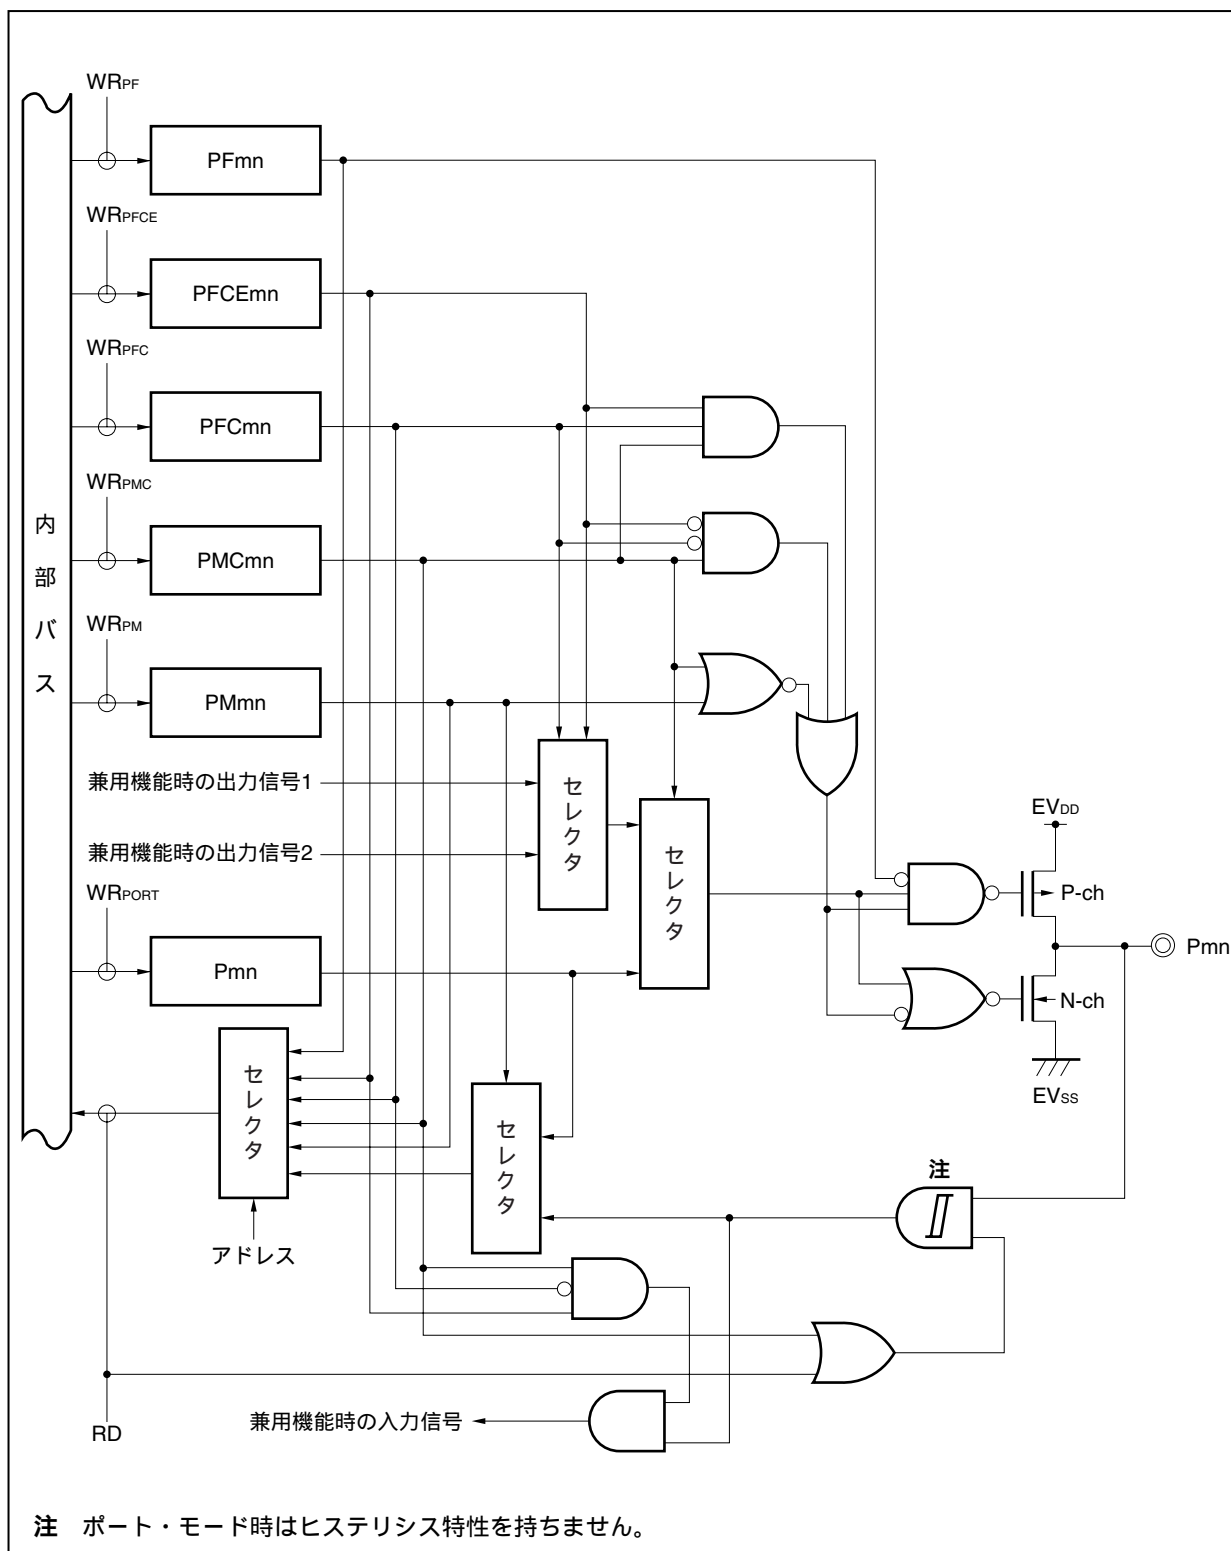 WRPF
PFmn
WRPFCE
PFCEmn
WRPFC
PFCmn
WRPMC
内部バス
PMCmn
WRPM
PMmn
兼用機能時の出力信号1
セレクタ
兼用機能時の出力信号2
セレクタ
WRPORT
Pmn
EVDD
P-ch
Pmn
N-ch
EVSS
セレクタ
セレクタ
アドレス
注
RD
兼用機能時の入力信号
注 ポート・モード時はヒステリシス特性を持ちません。